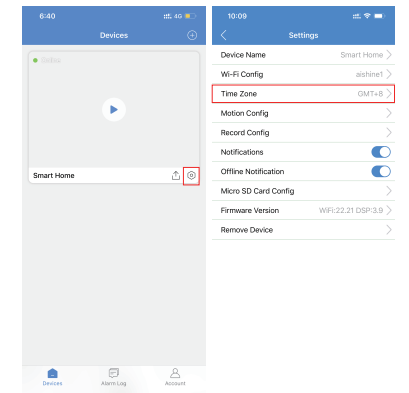 6:40
4G
Devices
Smart Home
Devices
Alarm Log
Account
10:09
Settings
Device Name Smart Home
Wi-Fi Config aishine1
Time Zone GMT+8
Motion Config
Record Config
Notifications
Offline Notification
Micro SD Card Config
Firmware Version WiFi:22.21 DSP:3.9
Remove Device